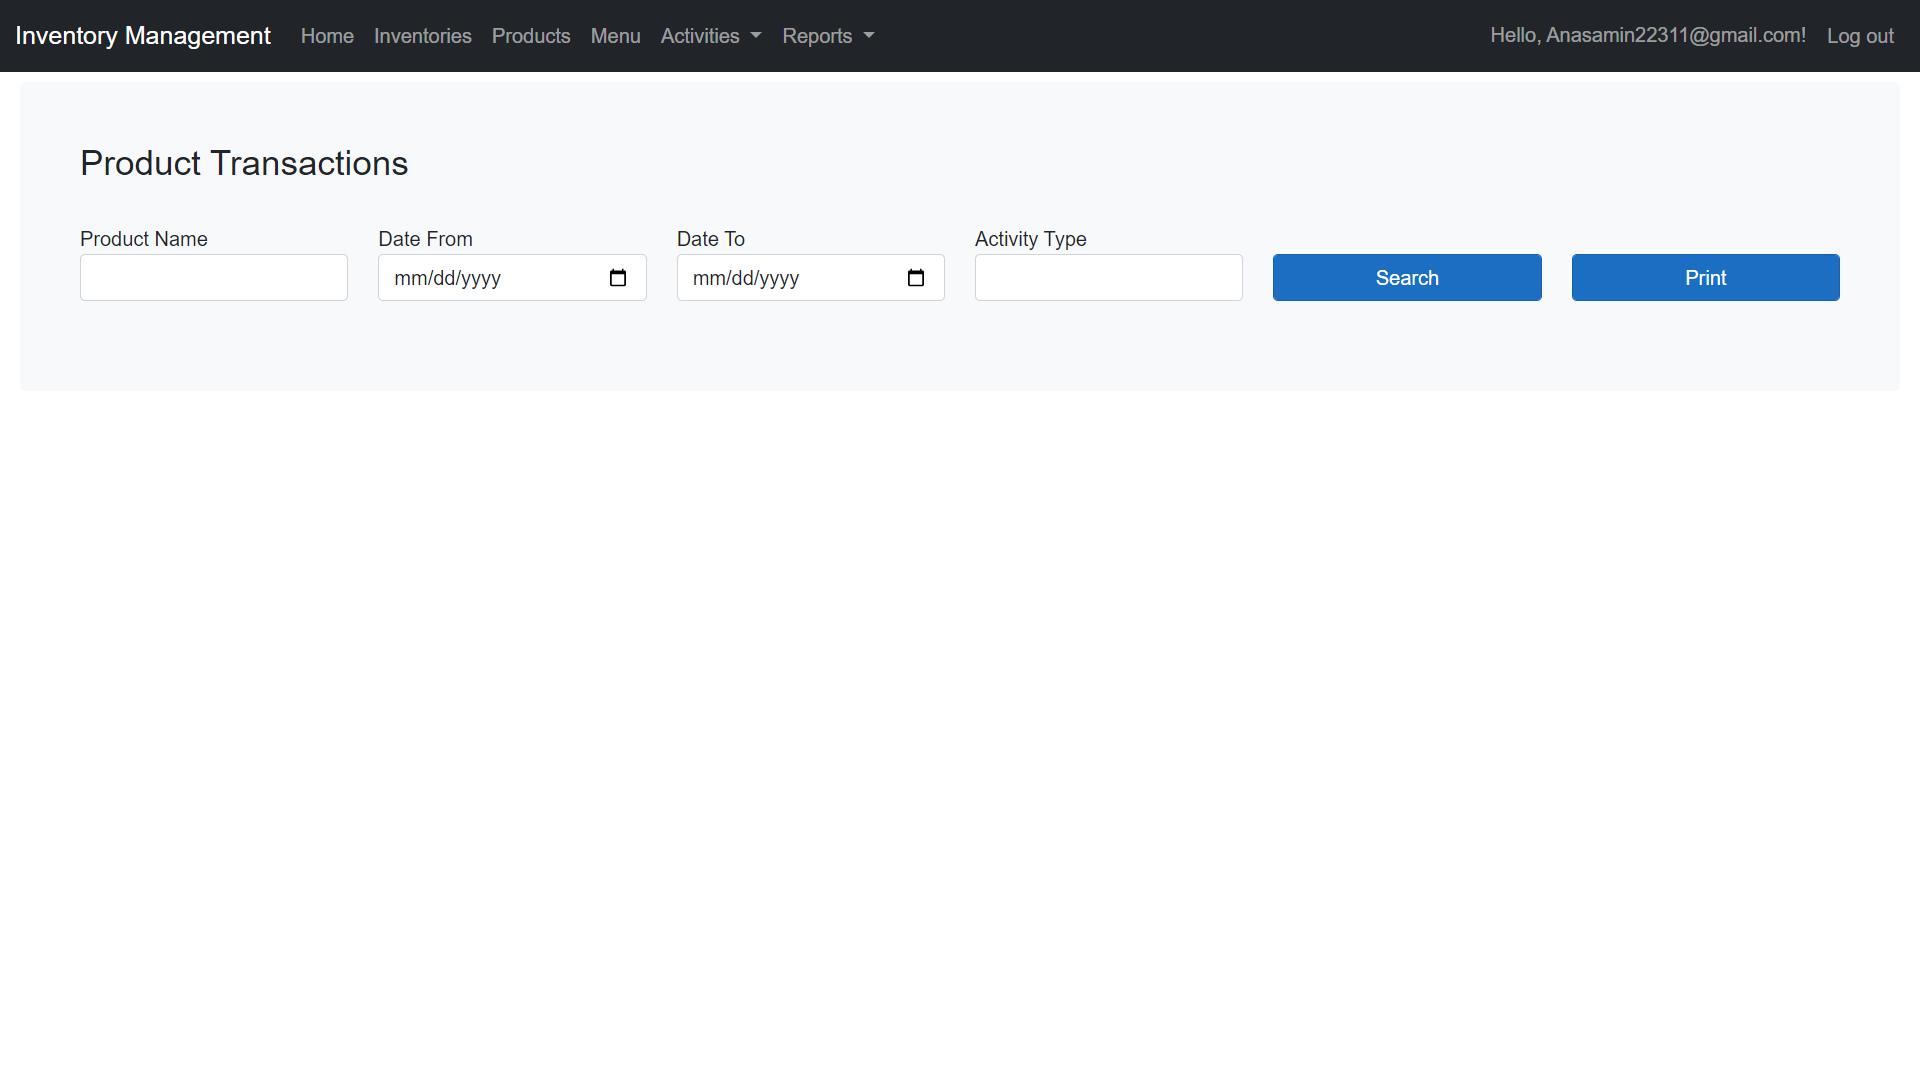 Inventory Management Home Inventories Products Menu Activities Reports Hello, Anasamin22311@gmail.com! Log out
Product Transactions
Product Name Date From Date To Activity Type
mm/dd/yyyy mm/dd/yyyy Search Print